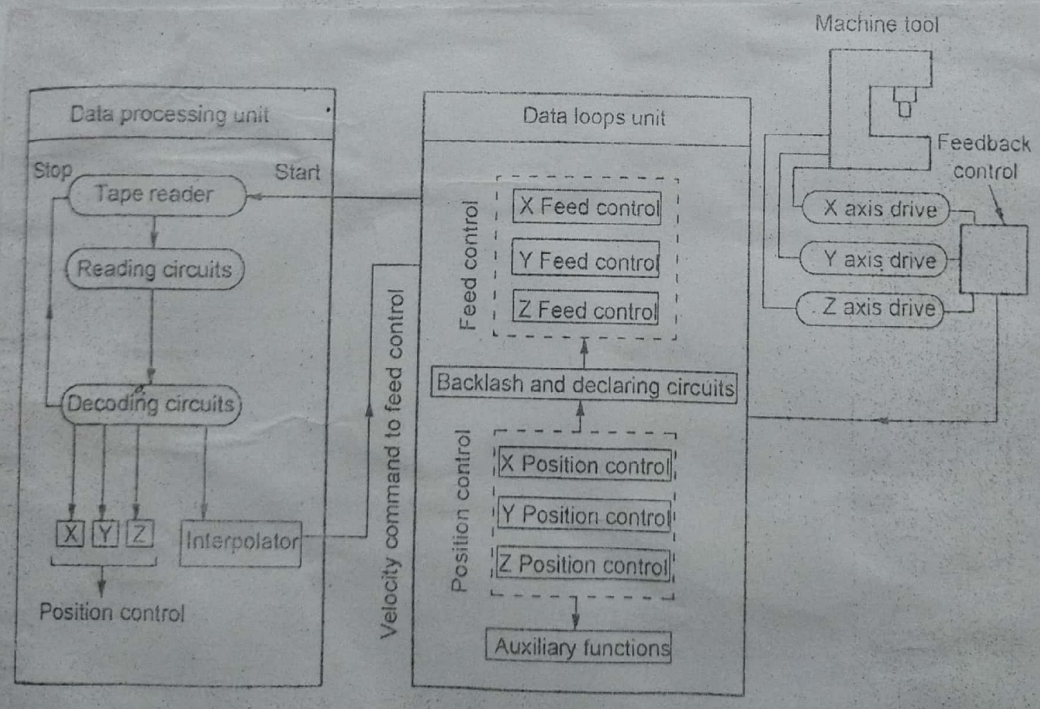 Machine tool
Data processing unit
Data loops unit
Feedback
control
Stop
Start
Tape reader
Reading circuits
Decoding circuits
X
Y
Z
Interpolator
Position control
Velocity command to feed control
Feed control
X Feed control
Y Feed control
Z Feed control
Backlash and declaring circuits
Position control
X Position control
Y Position control
Z Position control
Auxiliary functions
X axis drive
Y axis drive
Z axis drive